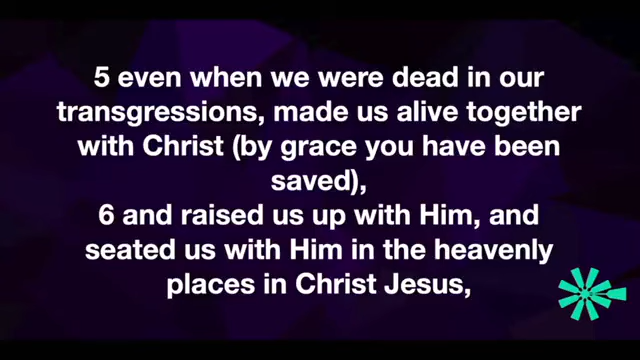 5 even when we were dead in our
transgressions, made us alive together
with Christ (by grace you have been
saved),
6 and raised us up with Him, and
seated us with Him in the heavenly
places in Christ Jesus,